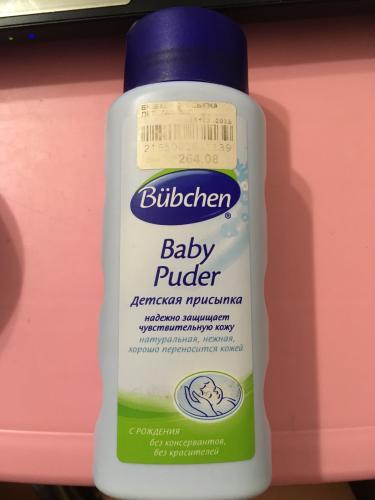 264.08
Bübchen®
Baby
Puder
Детская присыпка
надежно защищает
чувствительную кожу
натуральная, нежная,
хорошо переносится кожей
С РОЖДЕНИЯ
без консервантов,
без красителей